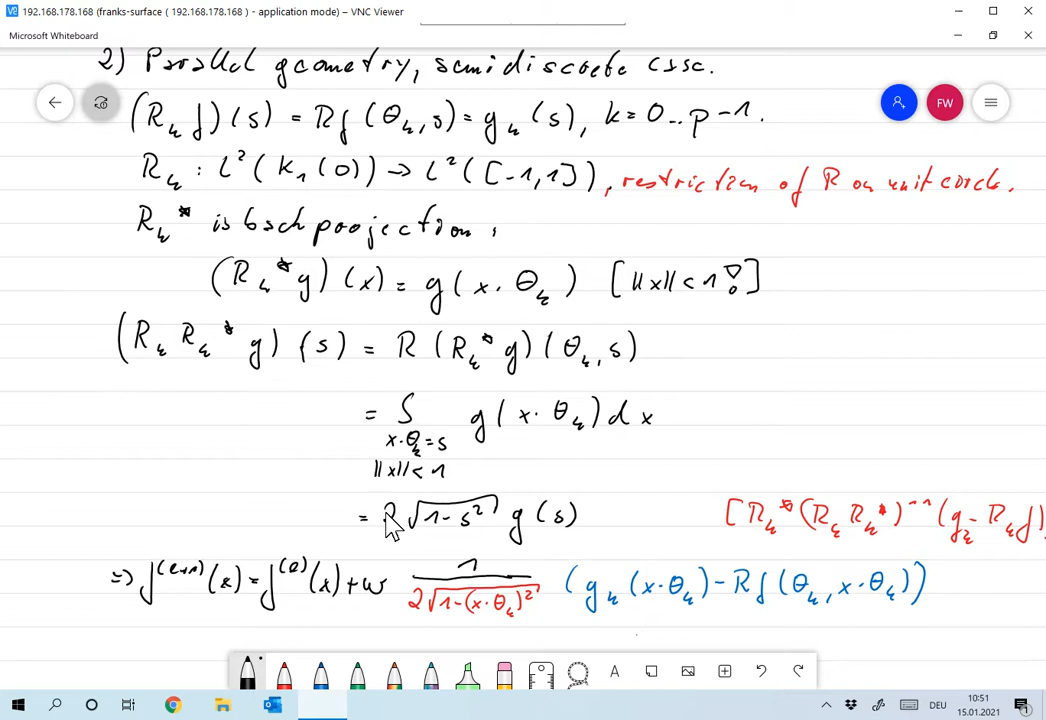 192.168.178.168 (franks-surface ( 192.168.178.168 ) - application mode) – VNC Viewer
Microsoft Whiteboard
2) Parallel geometry, semidiscrete case.
(R_k f)(s) = Rf(θ_k, s) = g_k(s), k = 0 .. p-1.
R_k : L²(K_1(0)) → L²([-1,1]), restriction of R on unit circle.
R_k* is backprojection:
(R_k* g)(x) = g(x·θ_k) [||x|| < 1 !]
(R_k R_k* g)(s) = R(R_k* g)(θ_k, s)
= ∫ g(x·θ_k) dx
x·θ_k = s
||x|| < 1
= 2√(1-s²) g(s)
[R_k*(R_k R_k*)^-1 (g_k - R_k f)
=> f^(l+1)(x) = f^(l)(x) + ω 1/(2√(1-(x·θ_k)²)) (g_k(x·θ_k) - Rf(θ_k, x·θ_k))
FW
A
DEU
10:51
15.01.2021
1